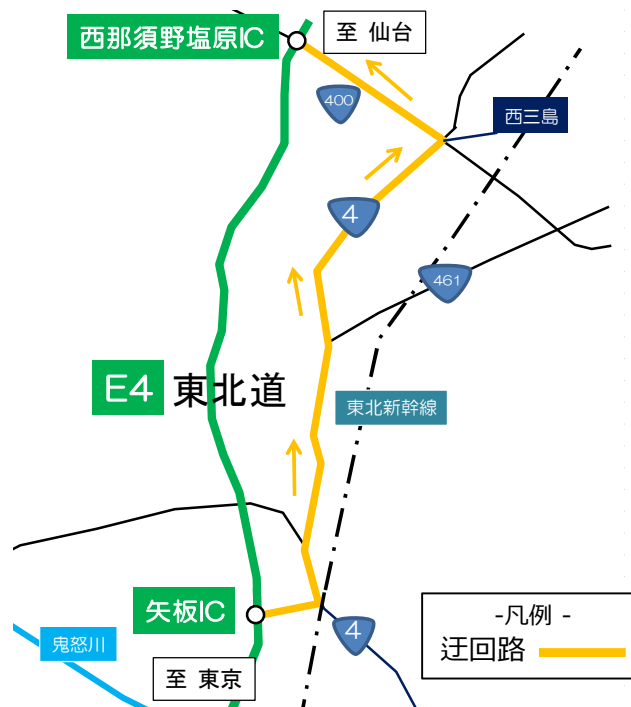 西那須野塩原IC
至 仙台
400
西三島
4
461
E4 東北道
東北新幹線
矢板IC
4
鬼怒川
至 東京
-凡例 -
迂回路